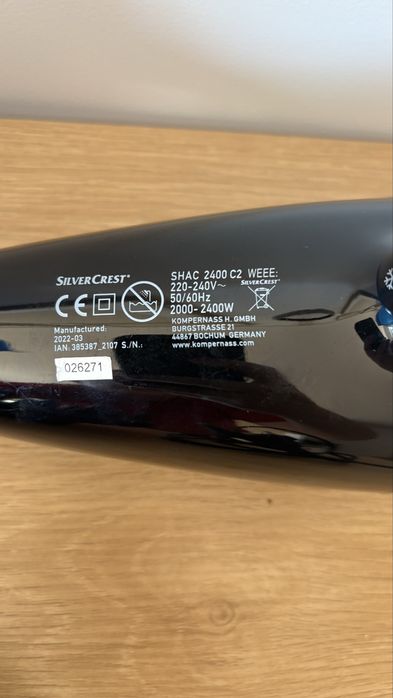 SILVERCREST®
CE
Manufactured:
2022-03
IAN: 385387_2107 S./N.:
026271
SHAC 2400 C2 WEEE:
220-240V~ SILVERCREST®
50/60Hz
2000-2400W
KOMPERNASS H. GMBH
BURGSTRASSE 21
44867 BOCHUM GERMANY
www.kompernass.com